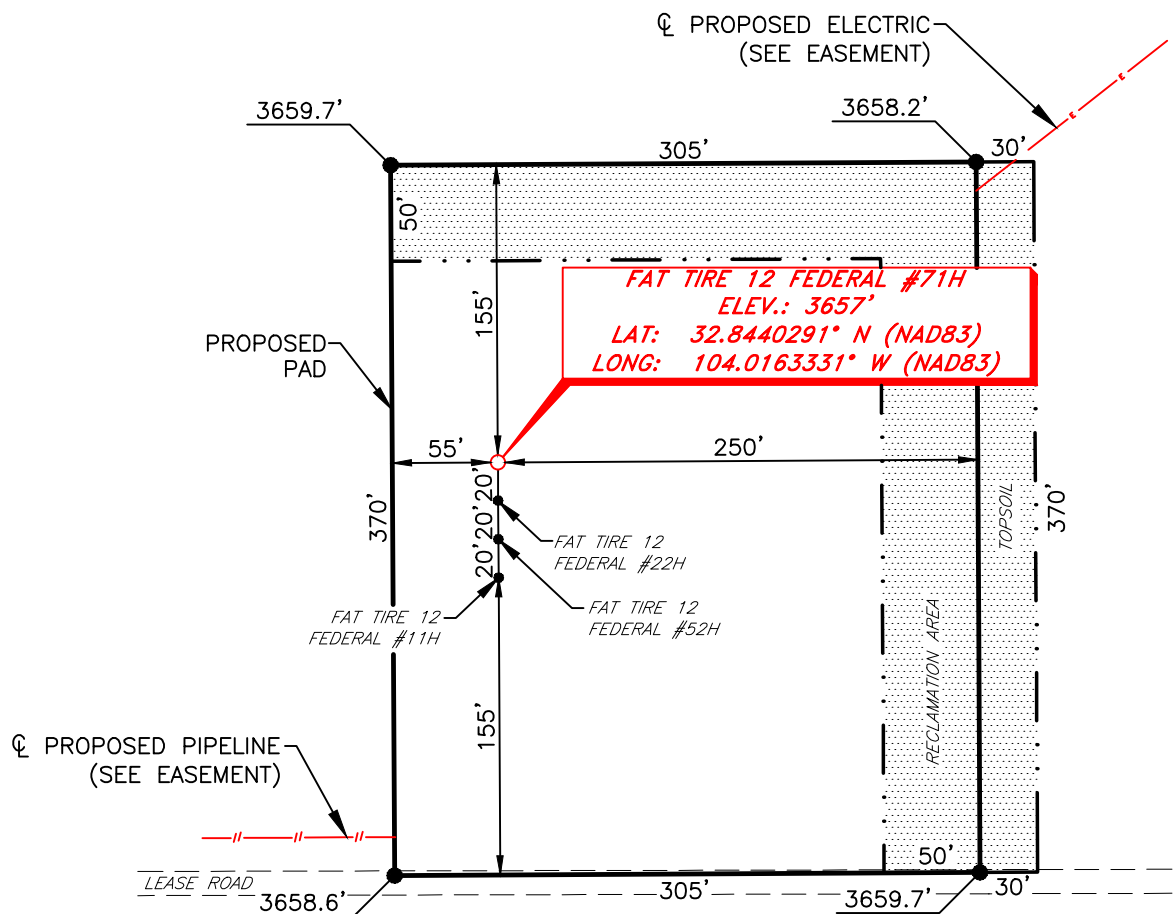 ℄ PROPOSED ELECTRIC
(SEE EASEMENT)
3659.7'
3658.2'
305'
30'
50'
155'
FAT TIRE 12 FEDERAL #71H
ELEV.: 3657'
LAT: 32.8440291° N (NAD83)
LONG: 104.0163331° W (NAD83)
PROPOSED
PAD
55'
250'
370'
20'
20'
20'
TOPSOIL
370'
FAT TIRE 12
FEDERAL #22H
FAT TIRE 12
FEDERAL #52H
FAT TIRE 12
FEDERAL #11H
RECLAMATION AREA
155'
℄ PROPOSED PIPELINE
(SEE EASEMENT)
E
E
//
//
//
LEASE ROAD
50'
3658.6'
305'
3659.7'
30'